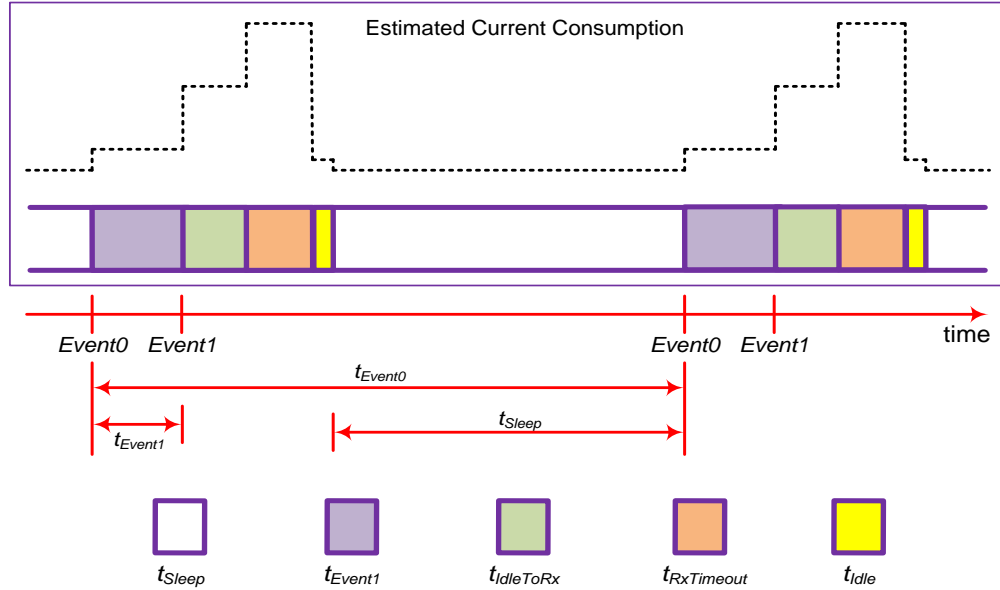 Estimated Current Consumption
Event0 Event1 Event0 Event1 time
tEvent0
tEvent1 tSleep
tSleep tEvent1 tIdleToRx tRxTimeout tIdle